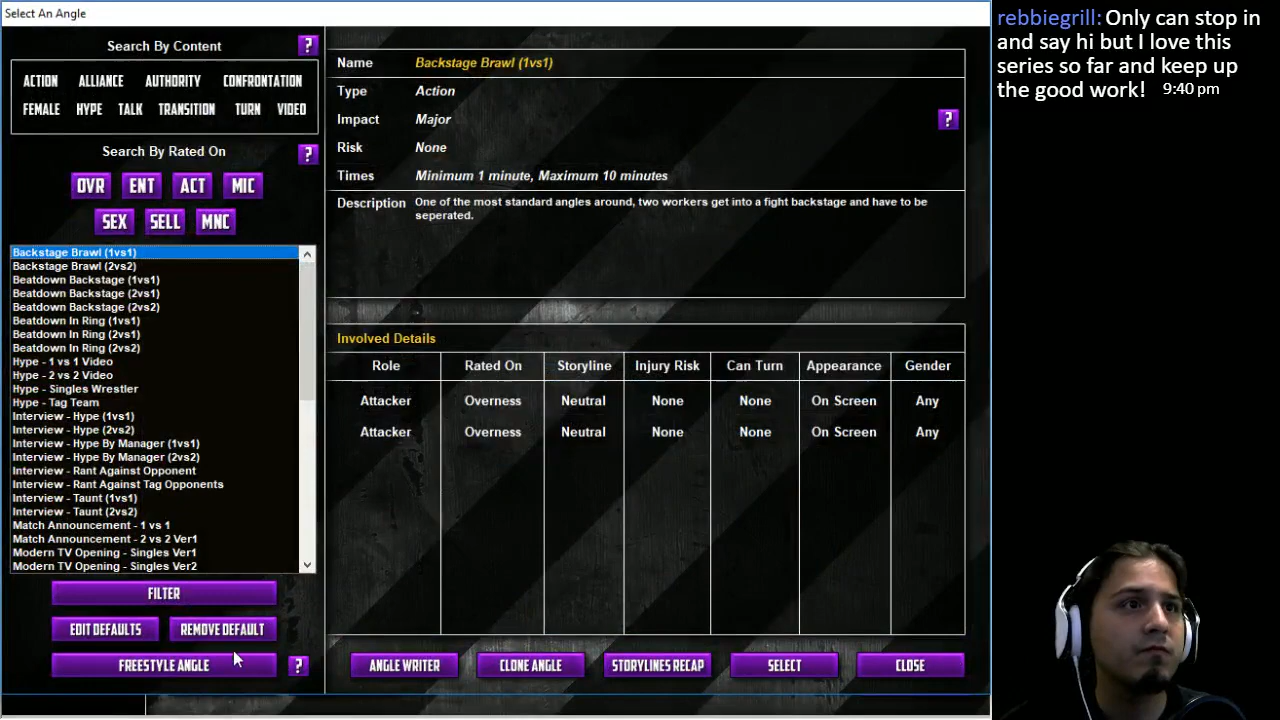 Select An Angle
Search By Content
?
ACTION ALLIANCE AUTHORITY CONFRONTATION
FEMALE HYPE TALK TRANSITION TURN VIDEO
Search By Rated On
?
OVR ENT ACT MIC
SEX SELL MNC
Backstage Brawl (1vs1)
Backstage Brawl (2vs2)
Beatdown Backstage (1vs1)
Beatdown Backstage (2vs1)
Beatdown Backstage (2vs2)
Beatdown In Ring (1vs1)
Beatdown In Ring (2vs1)
Beatdown In Ring (2vs2)
Hype - 1 vs 1 Video
Hype - 2 vs 2 Video
Hype - Singles Wrestler
Hype - Tag Team
Interview - Hype (1vs1)
Interview - Hype (2vs2)
Interview - Hype By Manager (1vs1)
Interview - Hype By Manager (2vs2)
Interview - Rant Against Opponent
Interview - Rant Against Tag Opponents
Interview - Taunt (1vs1)
Interview - Taunt (2vs2)
Match Announcement - 1 vs 1
Match Announcement - 2 vs 2 Ver1
Modern TV Opening - Singles Ver1
Modern TV Opening - Singles Ver2
FILTER
EDIT DEFAULTS REMOVE DEFAULT
FREESTYLE ANGLE ?
Name Backstage Brawl (1vs1)
Type Action
Impact Major
?
Risk None
Times Minimum 1 minute, Maximum 10 minutes
Description One of the most standard angles around, two workers get into a fight backstage and have to be
seperated.
Involved Details
Role Rated On Storyline Injury Risk Can Turn Appearance Gender
Attacker Overness Neutral None None On Screen Any
Attacker Overness Neutral None None On Screen Any
ANGLE WRITER CLONE ANGLE STORYLINES RECAP SELECT CLOSE
rebbiegrill: Only can stop in
and say hi but I love this
series so far and keep up
the good work! 9:40 pm